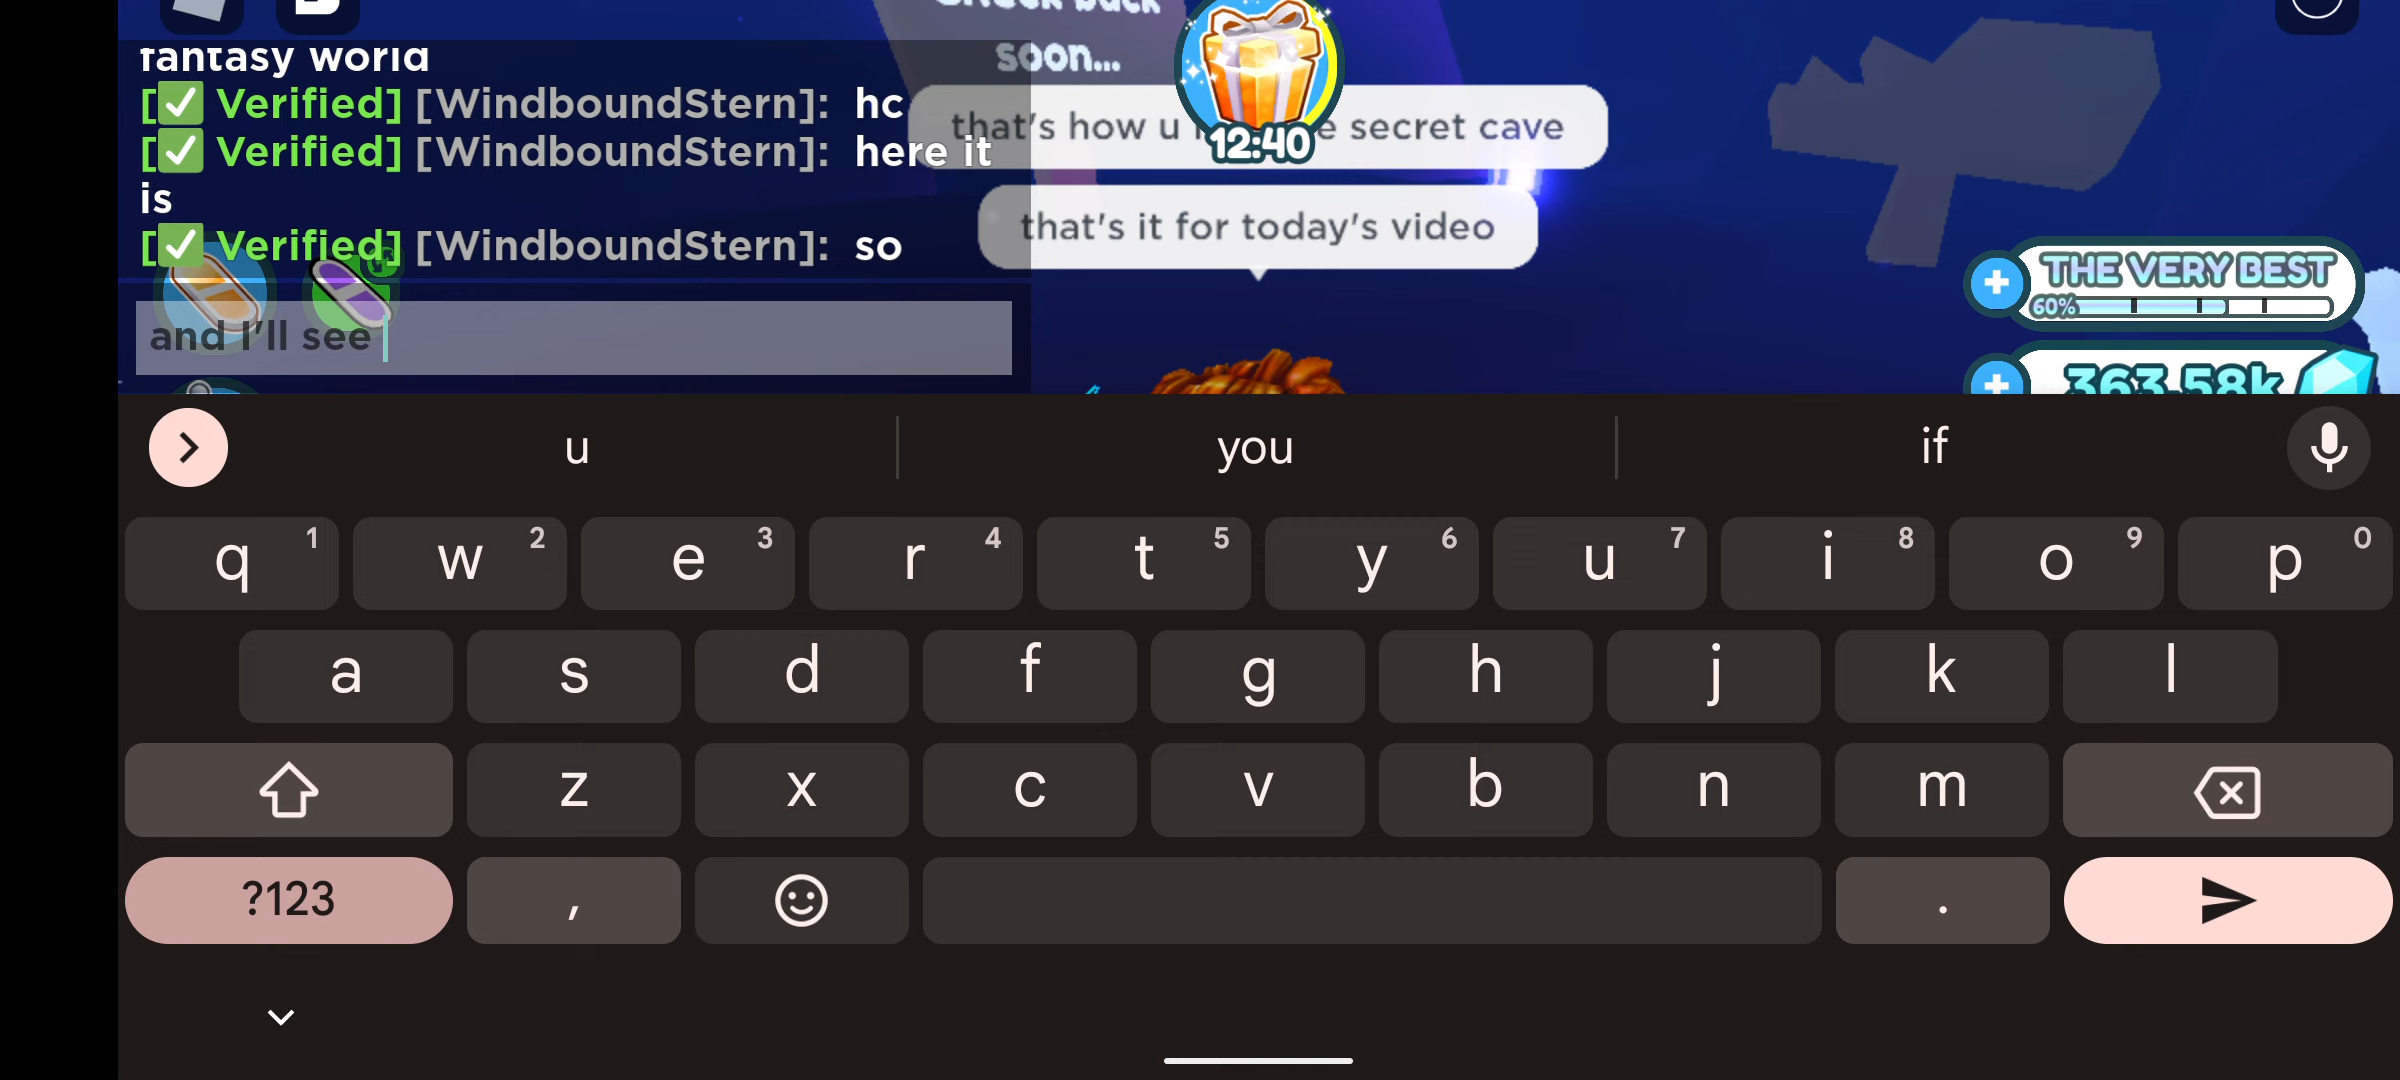 soon...
fantasy world
[✅ Verified] [WindboundStern]: hc
[✅ Verified] [WindboundStern]: here it
is
[✅ Verified] [WindboundStern]: so
that's how u secret cave
12:40
that's it for today's video
and I'll see
THE VERY BEST
60%
363.58k
u you if
q 1 w 2 e 3 r 4 t 5 y 6 u 7 i 8 o 9 p 0
a s d f g h j k l
z x c v b n m
?123 , .